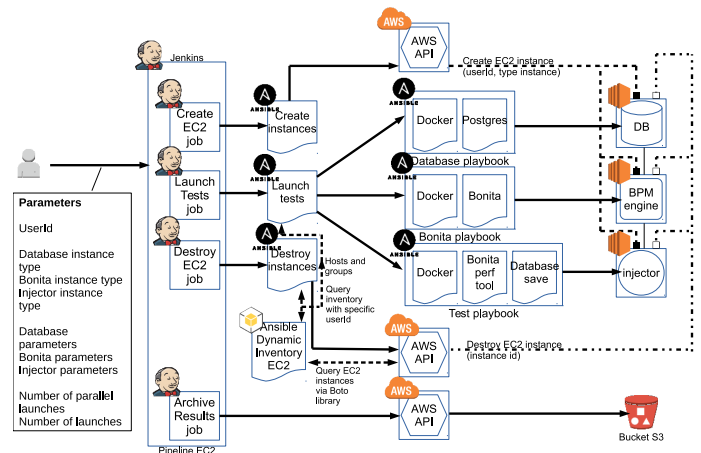 AWS
AWS
API
Create EC2 instance
(userId, type instance)
Jenkins
Create
EC2
job
ANSIBLE
Create
instances
ANSIBLE
Docker
Postgres
Database playbook
DB
Launch
Tests
job
ANSIBLE
Launch
tests
ANSIBLE
Docker
Bonita
Bonita playbook
BPM
engine
Destroy
EC2
job
ANSIBLE
Destroy
instances
ANSIBLE
Docker
Bonita
perf
tool
Database
save
Test playbook
injector
Hosts and
groups
Query
inventory
with specific
userId
Ansible
Dynamic
Inventory
EC2
Query EC2
instances
via Boto
library
AWS
AWS
API
Destroy EC2 instance
(instance id)
Archive
Results
job
AWS
AWS
API
Bucket S3
Pipeline EC2
Parameters
UserId
Database instance
type
Bonita instance type
Injector instance
type
Database
parameters
Bonita parameters
Injector parameters
Number of parallel
launches
Number of launches